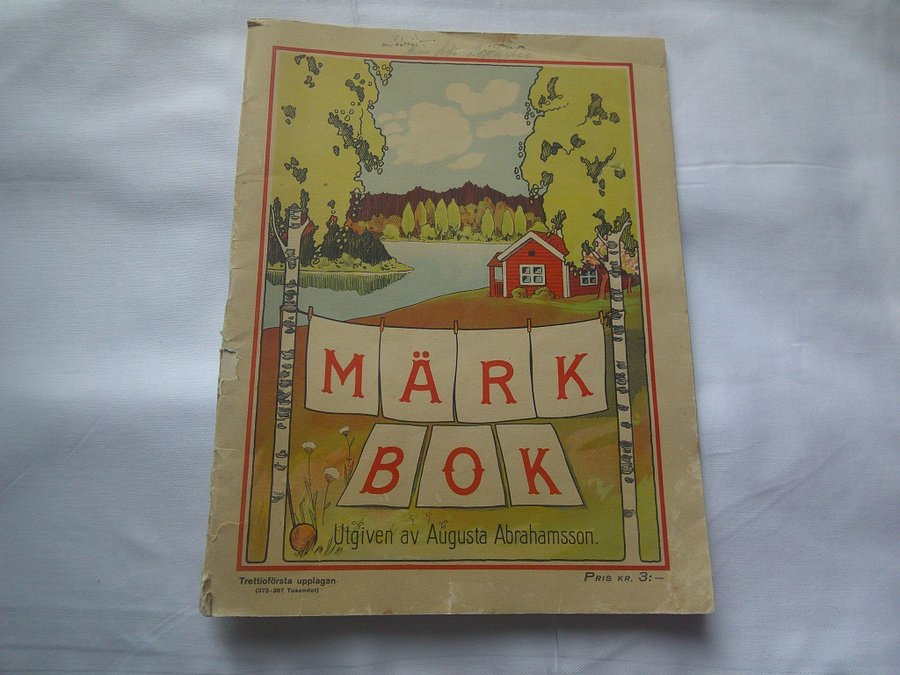 MÄRK
BOK
Utgiven av Augusta Abrahamsson.
Trettioförsta upplagan
(373-387 Tusendet)
PRIS KR. 3:—